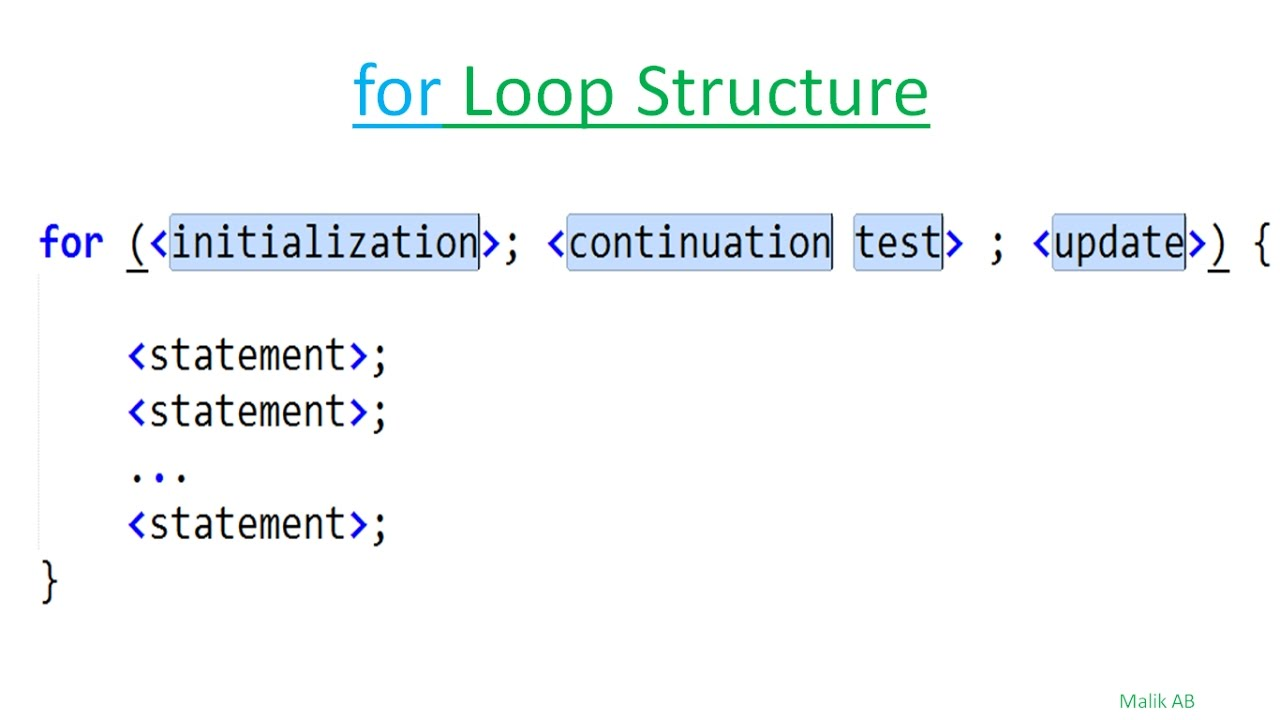 for Loop Structure
for (<initialization>; <continuation test> ; <update>) {
<statement>;
<statement>;
...
<statement>;
}
Malik AB